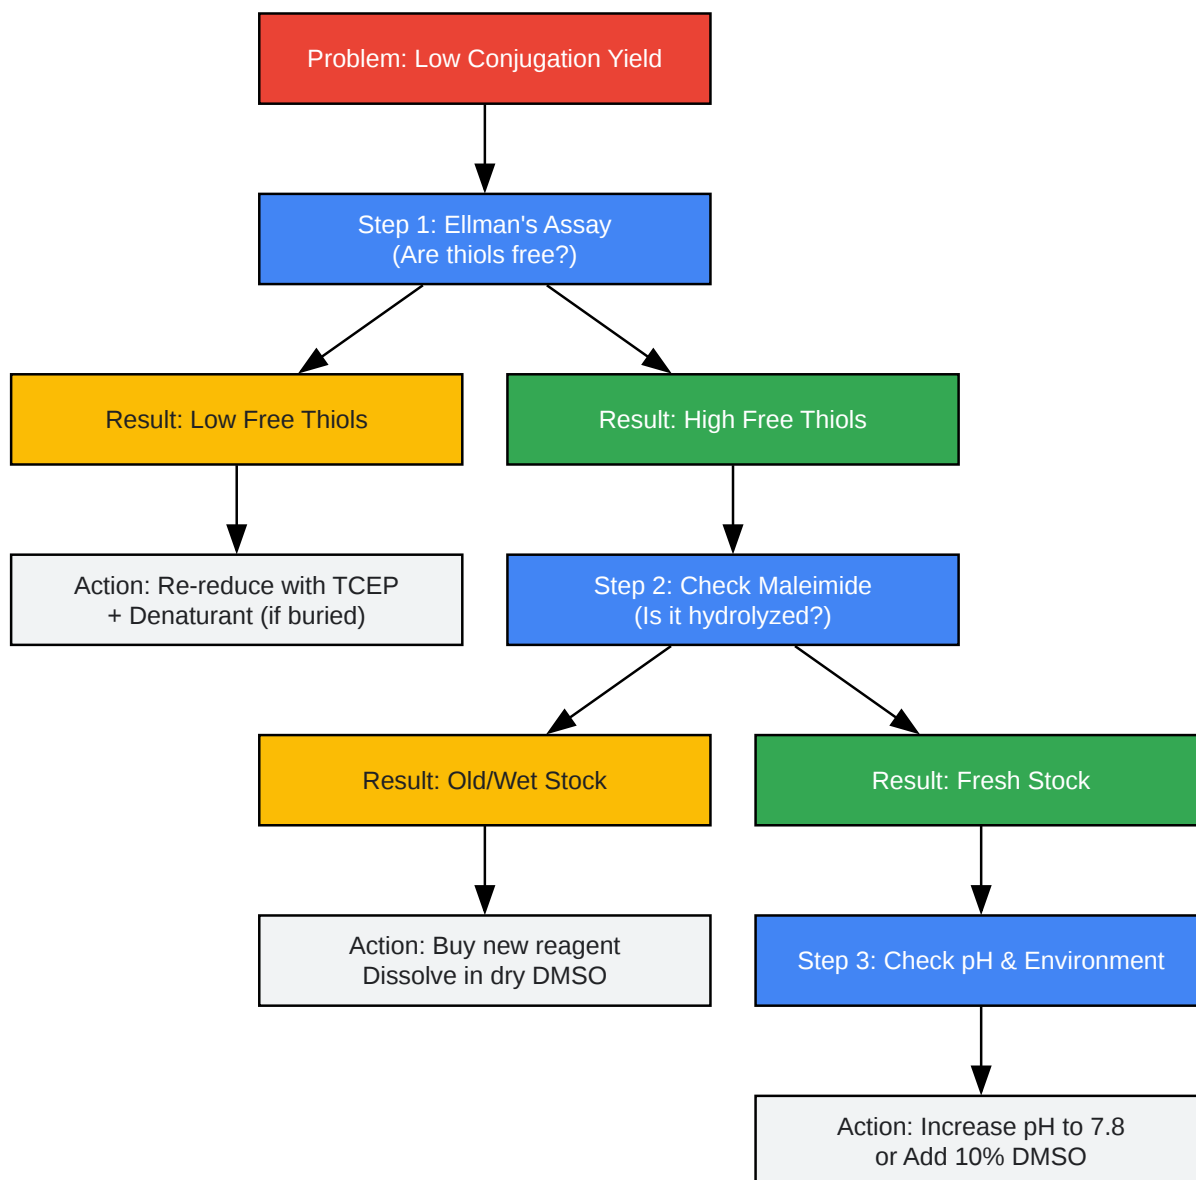 Problem: Low Conjugation Yield
Step 1: Ellman's Assay
(Are thiols free?)
Result: Low Free Thiols
Result: High Free Thiols
Action: Re-reduce with TCEP
+ Denaturant (if buried)
Step 2: Check Maleimide
(Is it hydrolyzed?)
Result: Old/Wet Stock
Result: Fresh Stock
Action: Buy new reagent
Dissolve in dry DMSO
Step 3: Check pH & Environment
Action: Increase pH to 7.8
or Add 10% DMSO